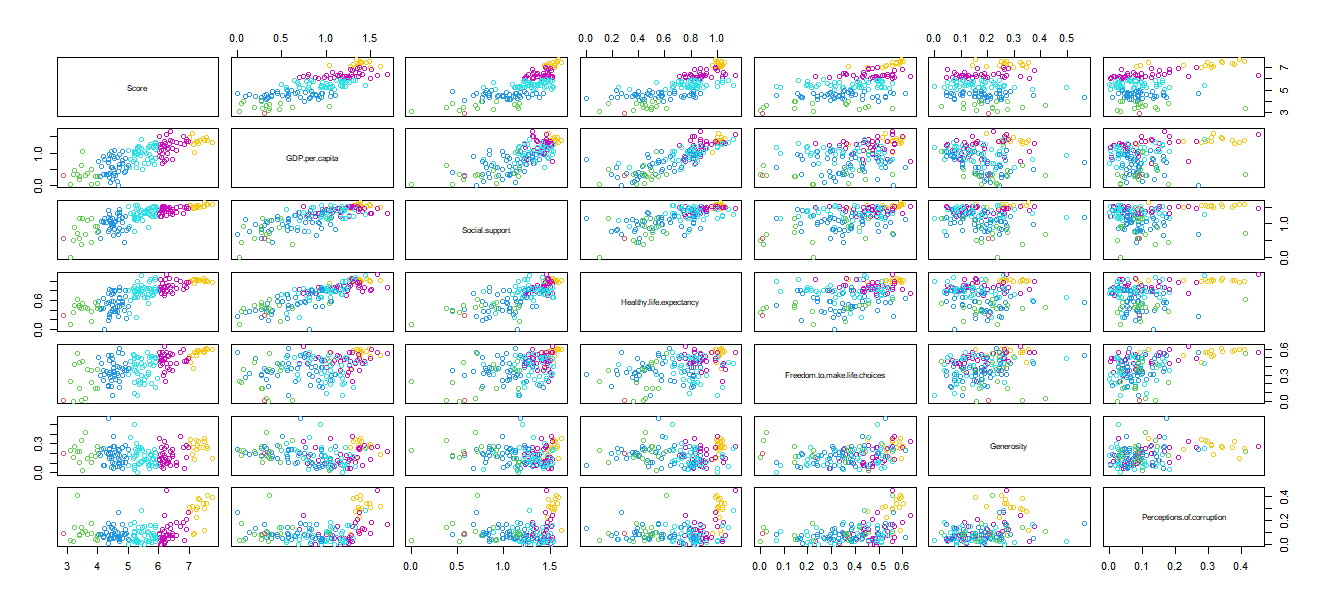 0.0 0.5 1.0 1.5 0.0 0.2 0.4 0.6 0.8 1.0 0.0 0.1 0.2 0.3 0.4 0.5
Score
3 5 7
GDP.per.capita
0.0 1.0
Social.support
0.0 1.0
Healthy.life.expectancy
0.0 0.6
Freedom.to.make.life.choices
0.0 0.3 0.6
Generosity
0.0 0.3
Perceptions.of.corruption
0.0 0.2 0.4
3 4 5 6 7 0.0 0.5 1.0 1.5 0.0 0.1 0.2 0.3 0.4 0.5 0.6 0.0 0.1 0.2 0.3 0.4